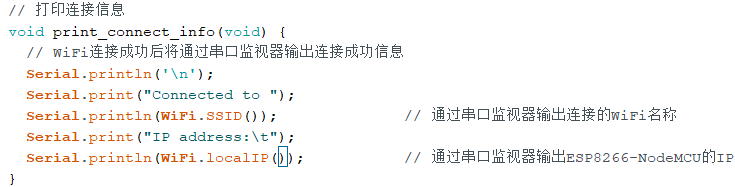 // 打印连接信息
void print_connect_info(void) {
  // WiFi连接成功后将通过串口监视器输出连接成功信息
  Serial.println('\n');
  Serial.print("Connected to ");
  Serial.println(WiFi.SSID());              // 通过串口监视器输出连接的WiFi名称
  Serial.print("IP address:\t");
  Serial.println(WiFi.localIP());           // 通过串口监视器输出ESP8266-NodeMCU的IP
}